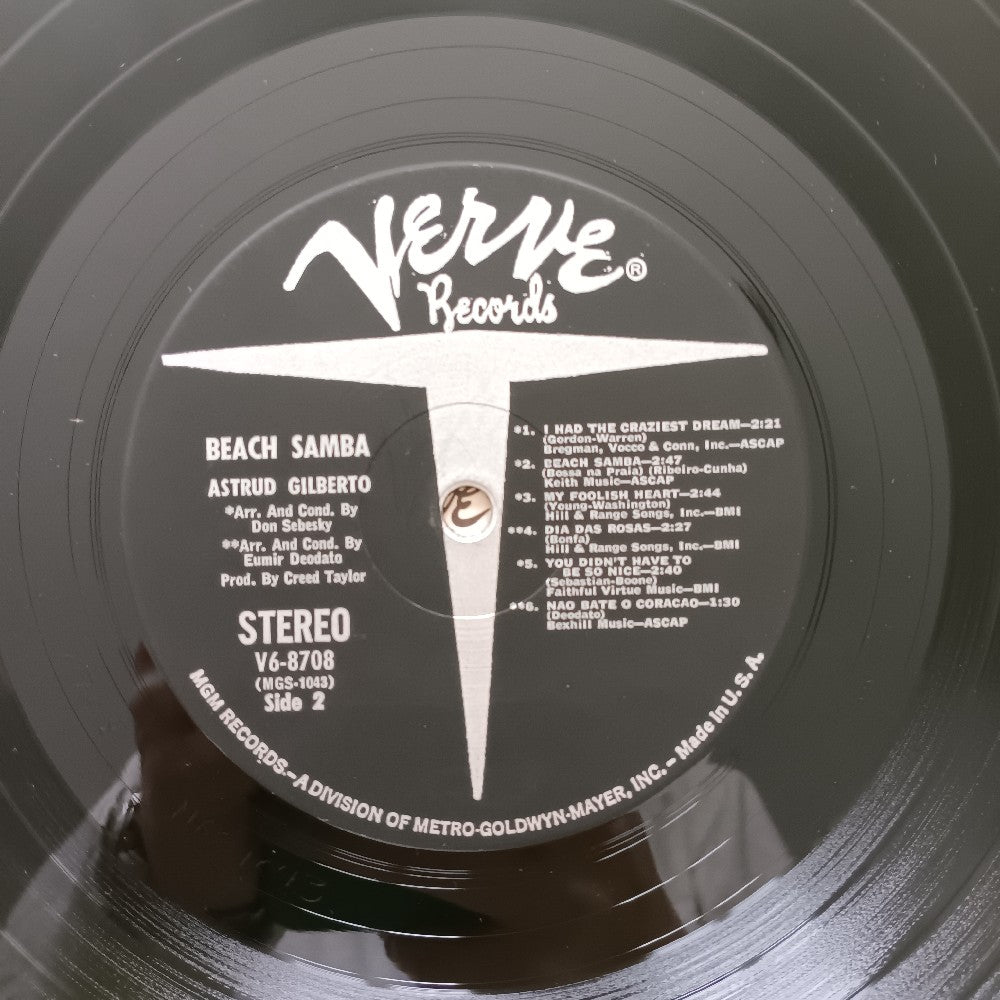 Verve®
Records
BEACH SAMBA
ASTRUD GILBERTO
*Arr. And Cond. By
Don Sebesky
**Arr. And Cond. By
Eumir Deodato
Prod. By Creed Taylor
STEREO
V6-8708
(MGS-1043)
Side 2
*1. I HAD THE CRAZIEST DREAM—2:21
(Gordon-Warren)
Bregman, Vocco & Conn, Inc.—ASCAP
*2. BEACH SAMBA—2:47
(Bossa na Praia) (Ribeiro-Cunha)
Keith Music—ASCAP
*3. MY FOOLISH HEART—2:44
(Young-Washington)
Hill & Range Songs, Inc.—BMI
**4. DIA DAS ROSAS—2:27
(Bonfa)
Hill & Range Songs, Inc.—BMI
*5. YOU DIDN'T HAVE TO
BE SO NICE—2:40
(Sebastian-Boone)
Faithful Virtue Music—BMI
**6. NAO BATE O CORACAO—1:30
(Deodato)
Bexhill Music—ASCAP
MGM RECORDS.—A DIVISION OF METRO-GOLDWYN-MAYER, INC. - Made in U. S. A.